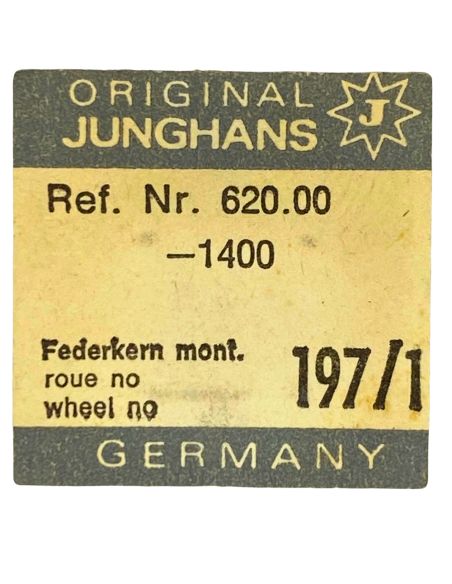 ORIGINAL
JUNGHANS
J
Ref. Nr. 620.00
–1400
Federkern mont.
roue no
wheel no
197/1
GERMANY